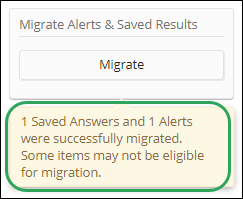 Migrate Alerts & Saved Results
Migrate
1 Saved Answers and 1 Alerts
were successfully migrated.
Some items may not be eligible
for migration.